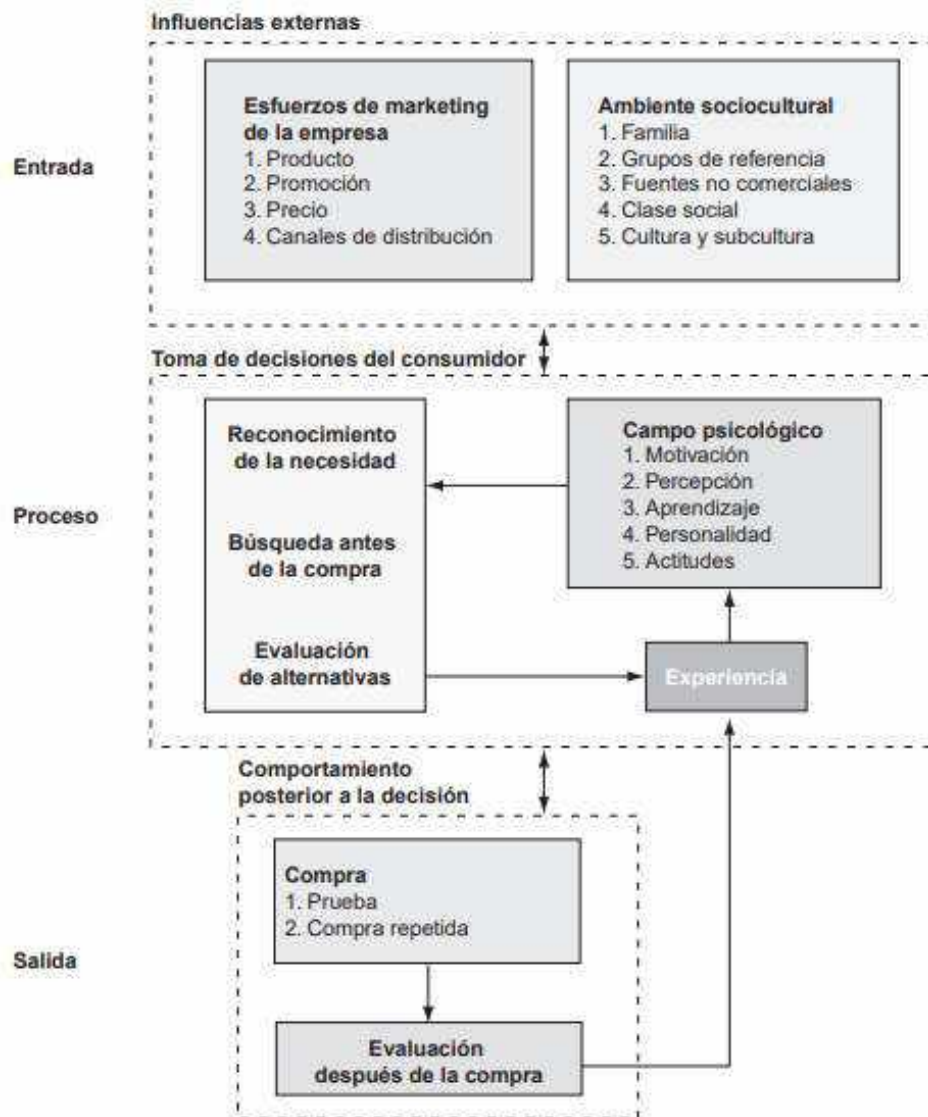 Influencias externas
Entrada
Esfuerzos de marketing
de la empresa
1. Producto
2. Promoción
3. Precio
4. Canales de distribución
Ambiente sociocultural
1. Familia
2. Grupos de referencia
3. Fuentes no comerciales
4. Clase social
5. Cultura y subcultura
Toma de decisiones del consumidor
Proceso
Reconocimiento
de la necesidad
Búsqueda antes
de la compra
Evaluación
de alternativas
Campo psicológico
1. Motivación
2. Percepción
3. Aprendizaje
4. Personalidad
5. Actitudes
Experiencia
Comportamiento
posterior a la decisión
Salida
Compra
1. Prueba
2. Compra repetida
Evaluación
después de la compra